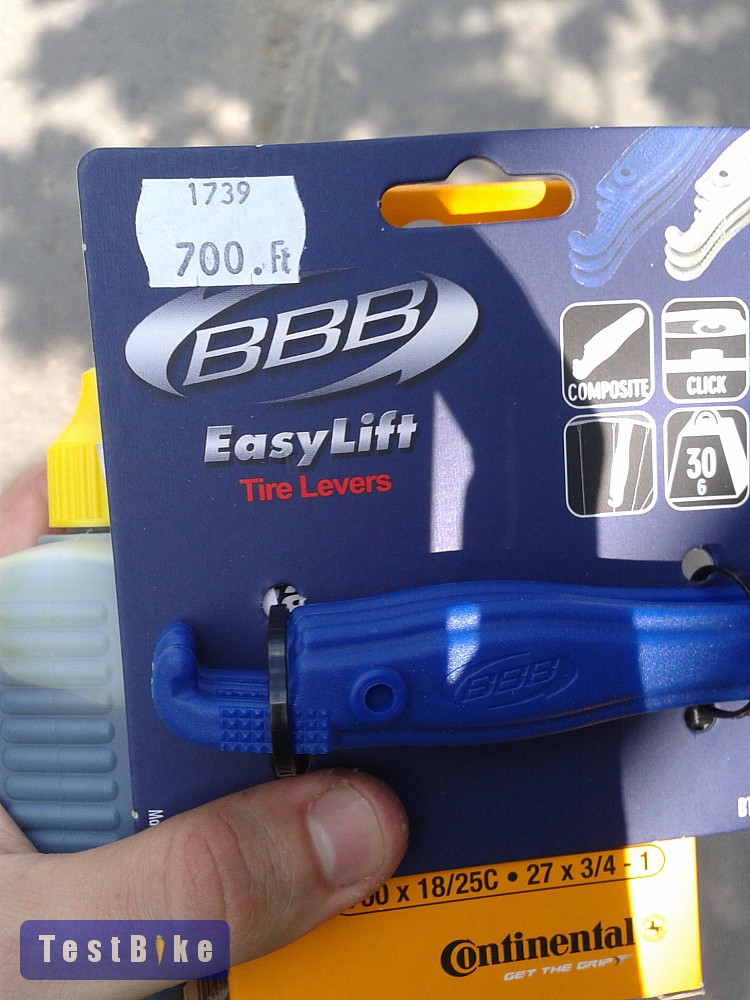 1739
700.Ft
BBB
EasyLift
Tire Levers
COMPOSITE
CLICK
30
G
BBB
00 x 18/25C • 27 x 3/4 - 1
Continental
GET THE GRIP
TestBike